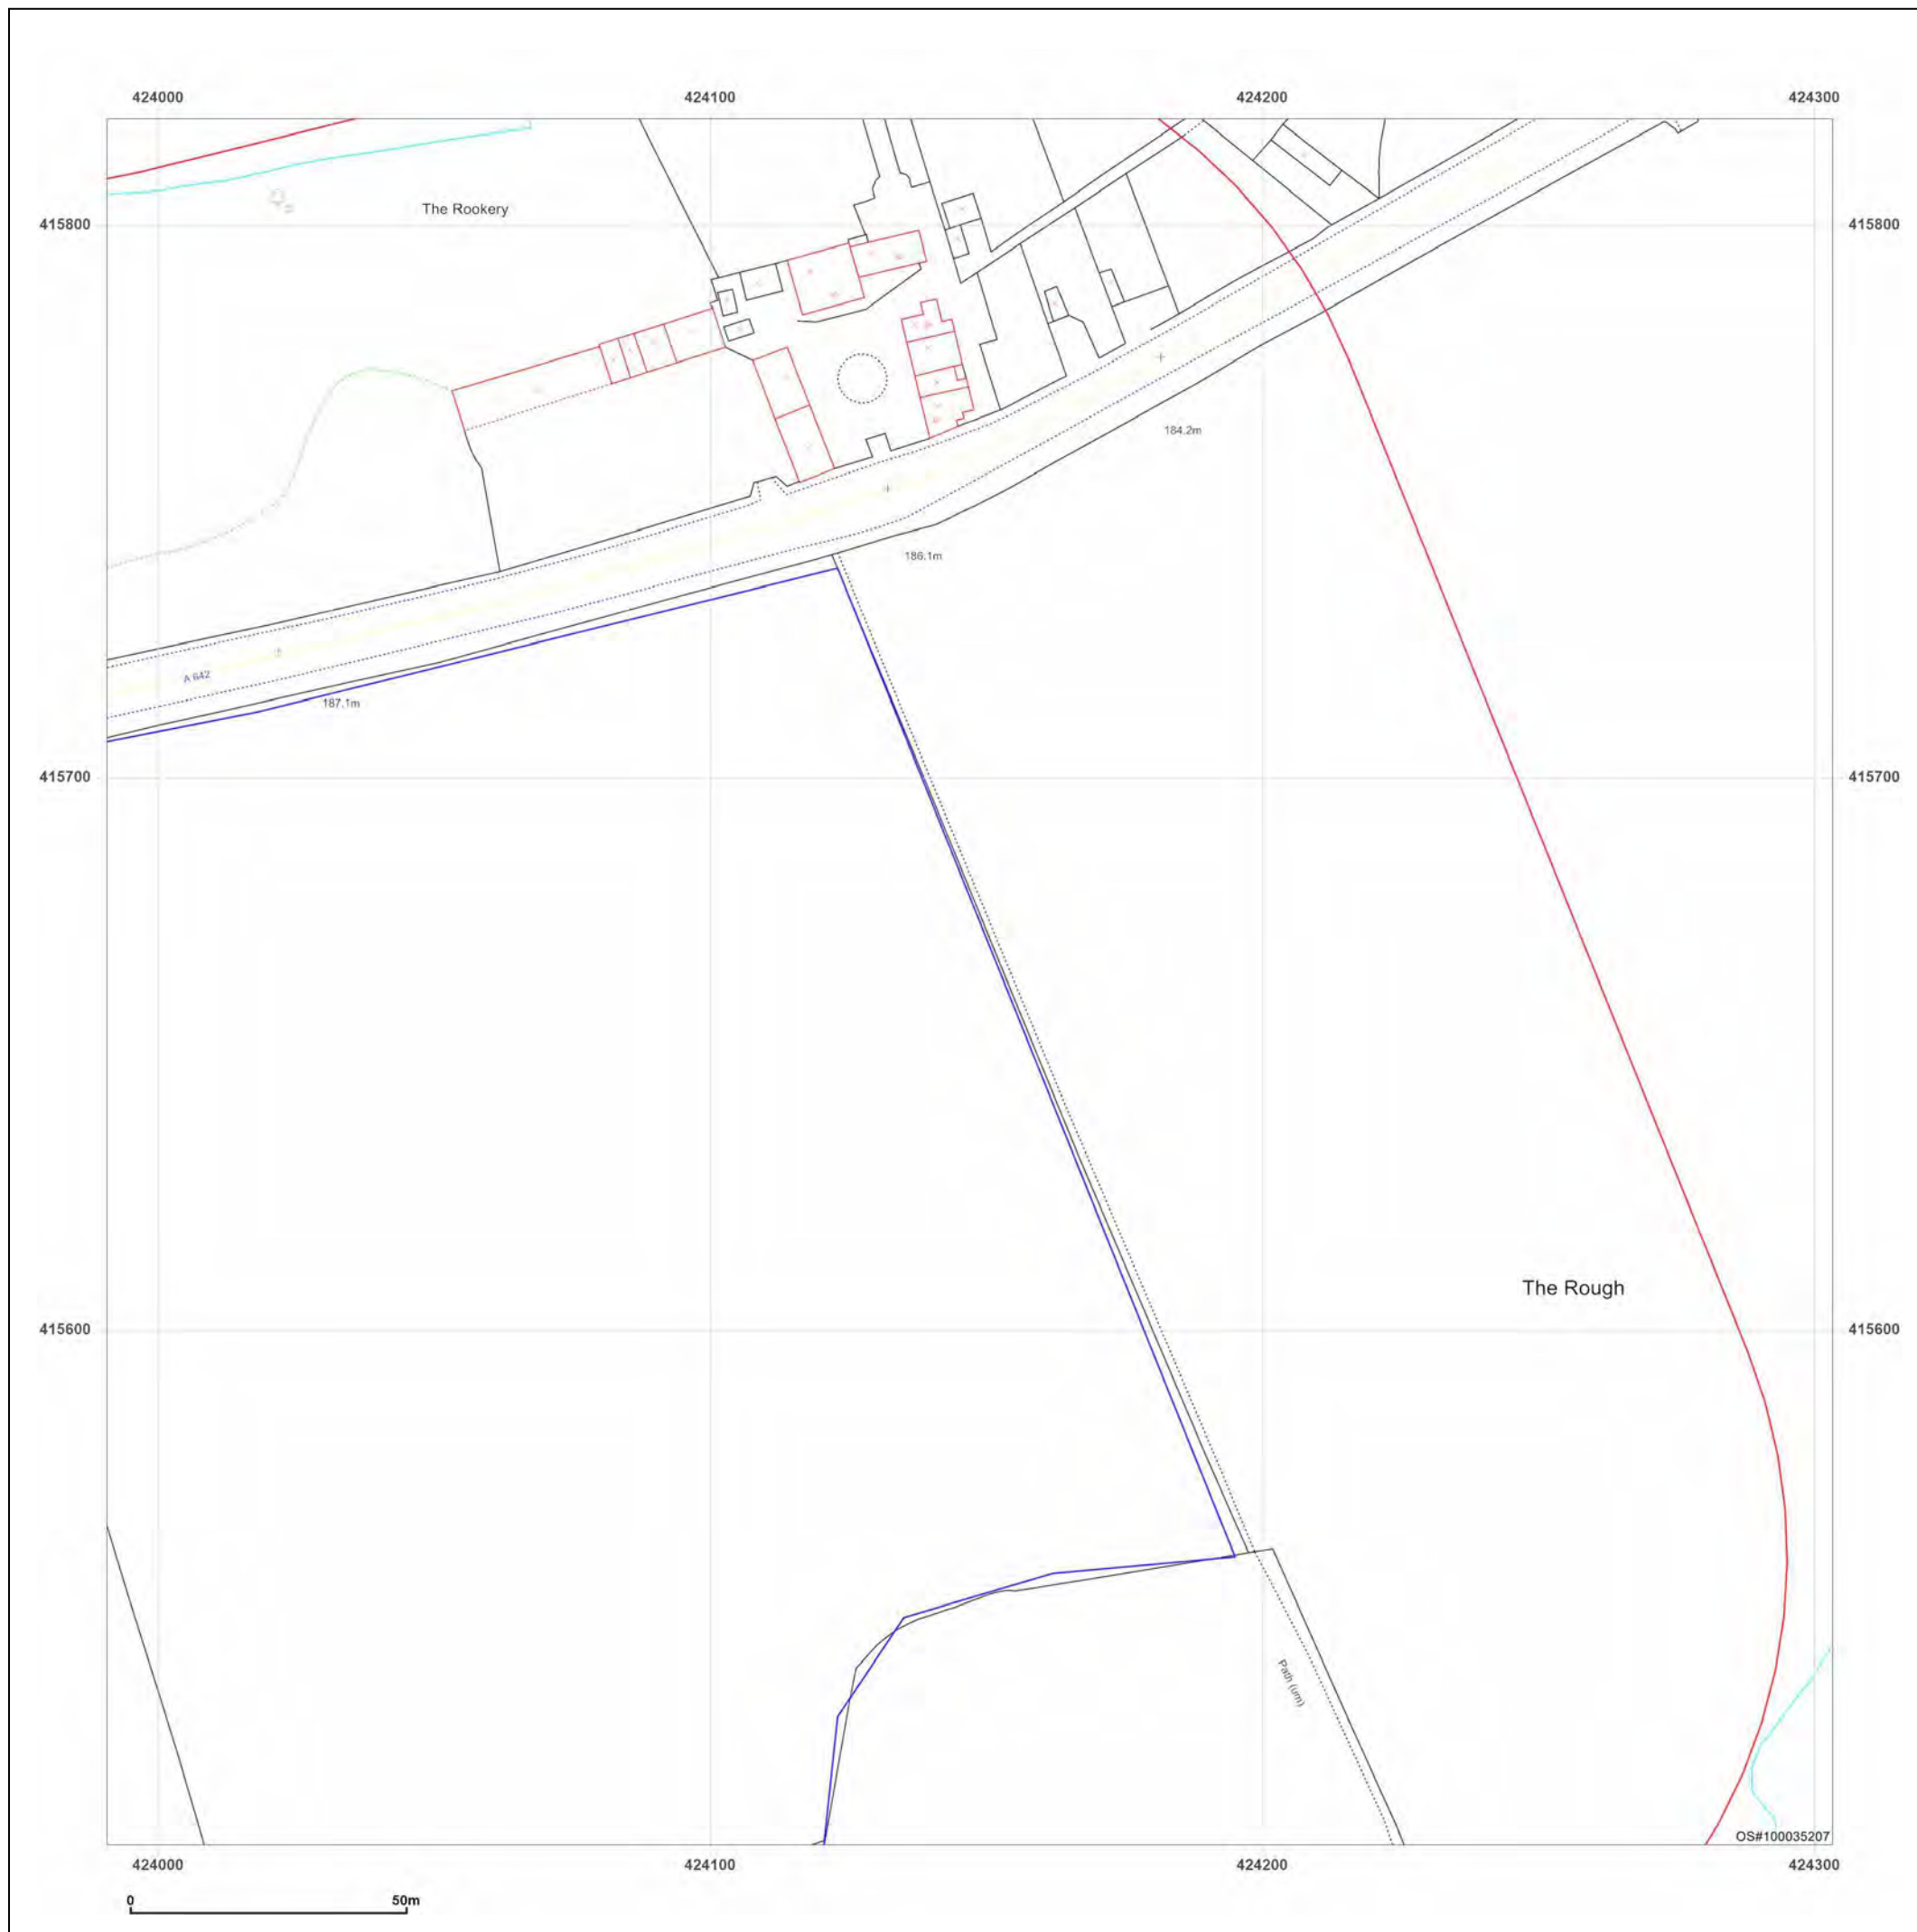 424000 424100 424200 424300
The Rookery
415800 415800
184.2m
186.1m
A 642
187.1m
415700 415700
The Rough
415600 415600
Path (um)
OS#100035207
424000 424100 424200 424300
0 50m